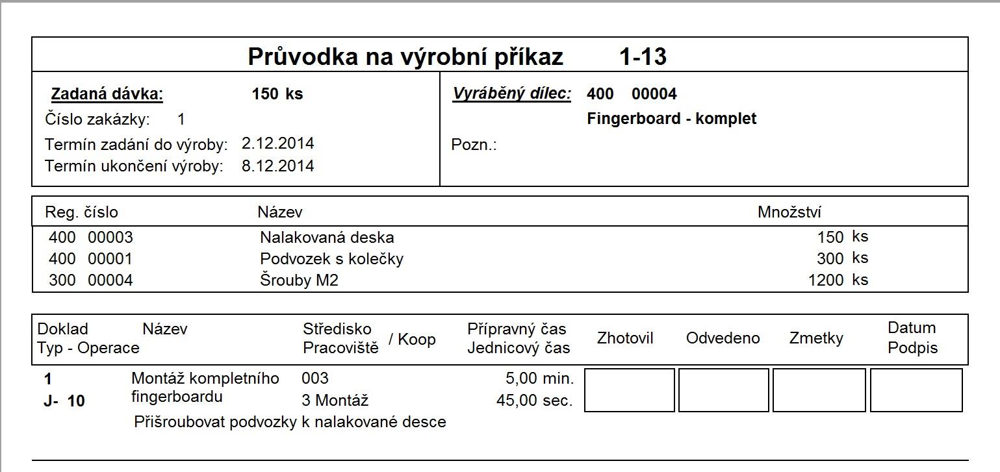 Průvodka na výrobní příkaz 1-13
Zadaná dávka: 150 ks
Číslo zakázky: 1
Termín zadání do výroby: 2.12.2014
Termín ukončení výroby: 8.12.2014
Vyráběný dílec: 400 00004
Fingerboard - komplet
Pozn.:
Reg. číslo Název Množství
400 00003 Nalakovaná deska 150 ks
400 00001 Podvozek s kolečky 300 ks
300 00004 Šrouby M2 1200 ks
Doklad Název Středisko / Koop Přípravný čas Zhotovil Odvedeno Zmetky Datum
Typ - Operace Pracoviště Jednicový čas Podpis
1 Montáž kompletního 003 5,00 min.
J- 10 fingerboardu 3 Montáž 45,00 sec.
Přišroubovat podvozky k nalakované desce